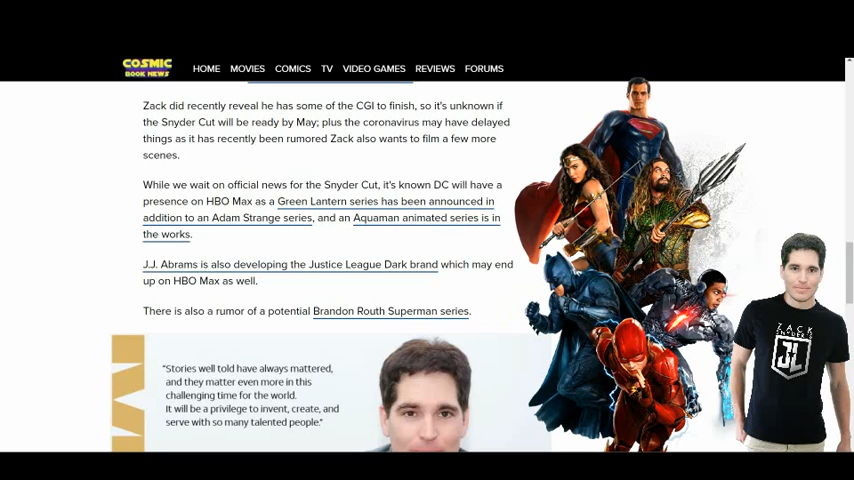 COSMIC
BOOK NEWS
HOME MOVIES COMICS TV VIDEO GAMES REVIEWS FORUMS
Zack did recently reveal he has some of the CGI to finish, so it's unknown if
the Snyder Cut will be ready by May; plus the coronavirus may have delayed
things as it has recently been rumored Zack also wants to film a few more
scenes.
While we wait on official news for the Snyder Cut, it's known DC will have a
presence on HBO Max as a Green Lantern series has been announced in
addition to an Adam Strange series, and an Aquaman animated series is in
the works.
J.J. Abrams is also developing the Justice League Dark brand which may end
up on HBO Max as well.
There is also a rumor of a potential Brandon Routh Superman series.
"Stories well told have always mattered,
and they matter even more in this
challenging time for the world.
It will be a privilege to invent, create, and
serve with so many talented people."
ZACK
SNYDER'S
JL